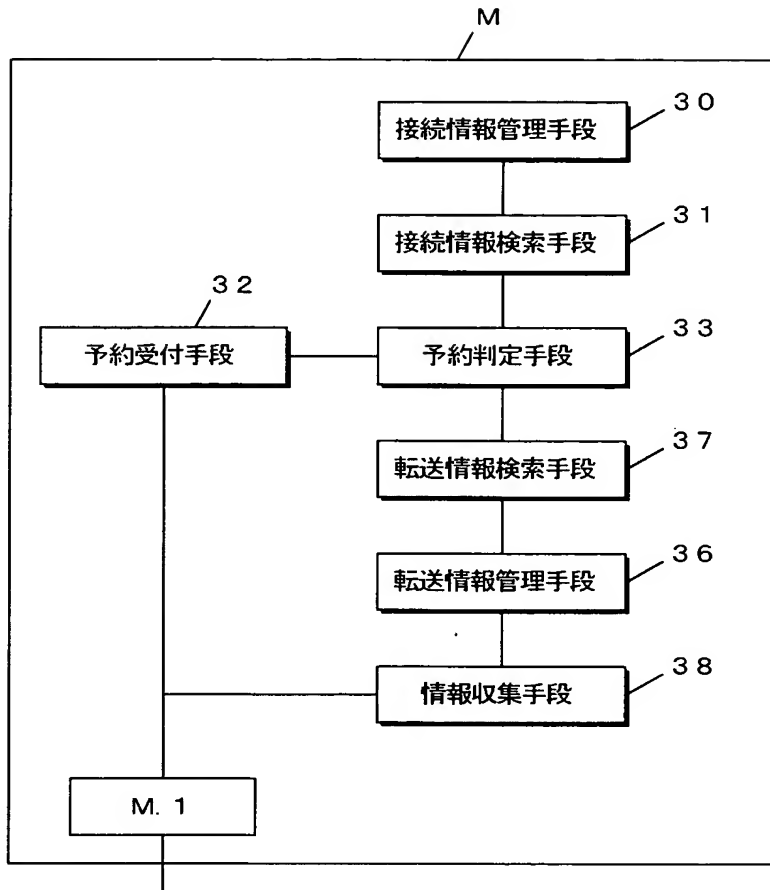 M
30
接続情報管理手段
31
接続情報検索手段
32
予約受付手段
33
予約判定手段
37
転送情報検索手段
36
転送情報管理手段
38
情報収集手段
M. 1